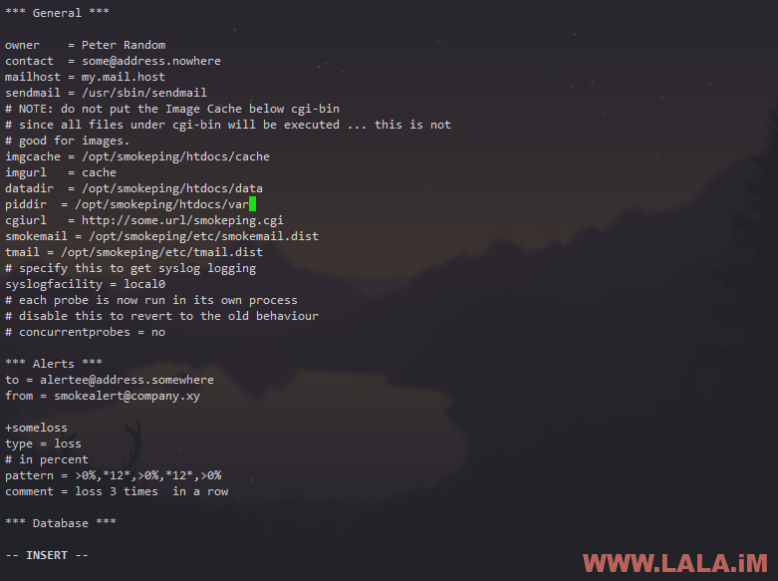 *** General ***
owner    = Peter Random
contact  = some@address.nowhere
mailhost = my.mail.host
sendmail = /usr/sbin/sendmail
# NOTE: do not put the Image Cache below cgi-bin
# since all files under cgi-bin will be executed ... this is not
# good for images.
imgcache = /opt/smokeping/htdocs/cache
imgurl   = cache
datadir  = /opt/smokeping/htdocs/data
piddir  = /opt/smokeping/htdocs/var
cgiurl   = http://some.url/smokeping.cgi
smokemail = /opt/smokeping/etc/smokemail.dist
tmail = /opt/smokeping/etc/tmail.dist
# specify this to get syslog logging
syslogfacility = local0
# each probe is now run in its own process
# disable this to revert to the old behaviour
# concurrentprobes = no
*** Alerts ***
to = alertee@address.somewhere
from = smokealert@company.xy
+someloss
type = loss
# in percent
pattern = >0%,*12*,>0%,*12*,>0%
comment = loss 3 times  in a row
*** Database ***
-- INSERT --
WWW.LALA.iM